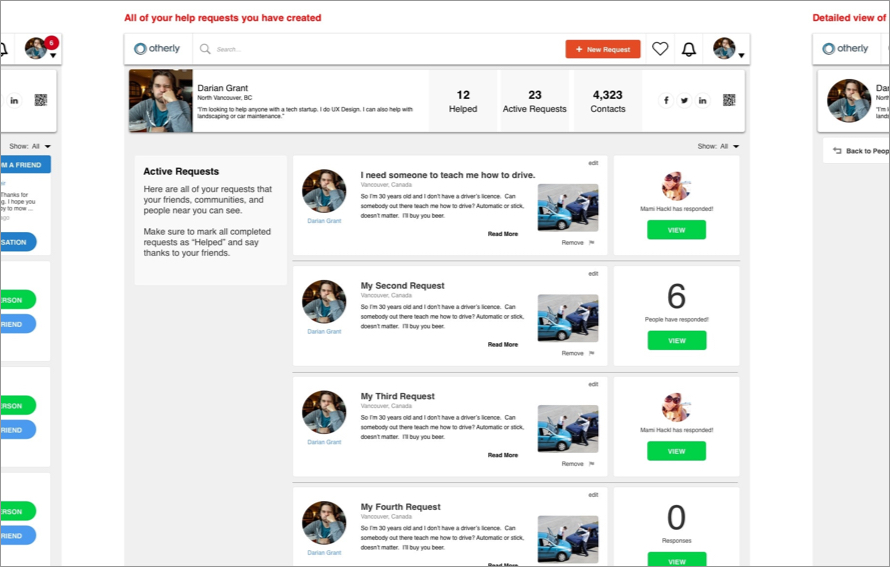 All of your help requests you have created
Detailed view of
6
otherly
Search...
+ New Request
otherly
Darian Grant
North Vancouver, BC
"I'm looking to help anyone with a tech startup. I do UX Design. I can also help with
landscaping or car maintenance."
12
Helped
23
Active Requests
4,323
Contacts
f
in
in
Dar
North
"I'm l
lands
Show: All
Show: All
Back to Peop
M A FRIEND
Thanks for
g. I hope you
by to mow ...
ago
SATION
ERSON
RIEND
ERSON
RIEND
ERSON
RIEND
Active Requests
Here are all of your requests that
your friends, communities, and
people near you can see.
Make sure to mark all completed
requests as "Helped" and say
thanks to your friends.
edit
I need someone to teach me how to drive.
Vancouver, Canada
So I'm 30 years old and I don't have a driver's licence. Can
somebody out there teach me how to drive? Automatic or stick,
doesn't matter. I'll buy you beer.
Darian Grant
Read More
Remove
Mami Hackl has responded!
VIEW
edit
My Second Request
Vancouver, Canada
So I'm 30 years old and I don't have a driver's licence. Can
somebody out there teach me how to drive? Automatic or stick,
doesn't matter. I'll buy you beer.
Darian Grant
Read More
Remove
6
People have responded!
VIEW
edit
My Third Request
Vancouver, Canada
So I'm 30 years old and I don't have a driver's licence. Can
somebody out there teach me how to drive? Automatic or stick,
doesn't matter. I'll buy you beer.
Darian Grant
Read More
Remove
Mami Hackl has responded!
VIEW
edit
My Fourth Request
Vancouver, Canada
So I'm 30 years old and I don't have a driver's licence. Can
somebody out there teach me how to drive? Automatic or stick,
doesn't matter. I'll buy you beer.
Darian Grant
Read More
0
Responses
VIEW